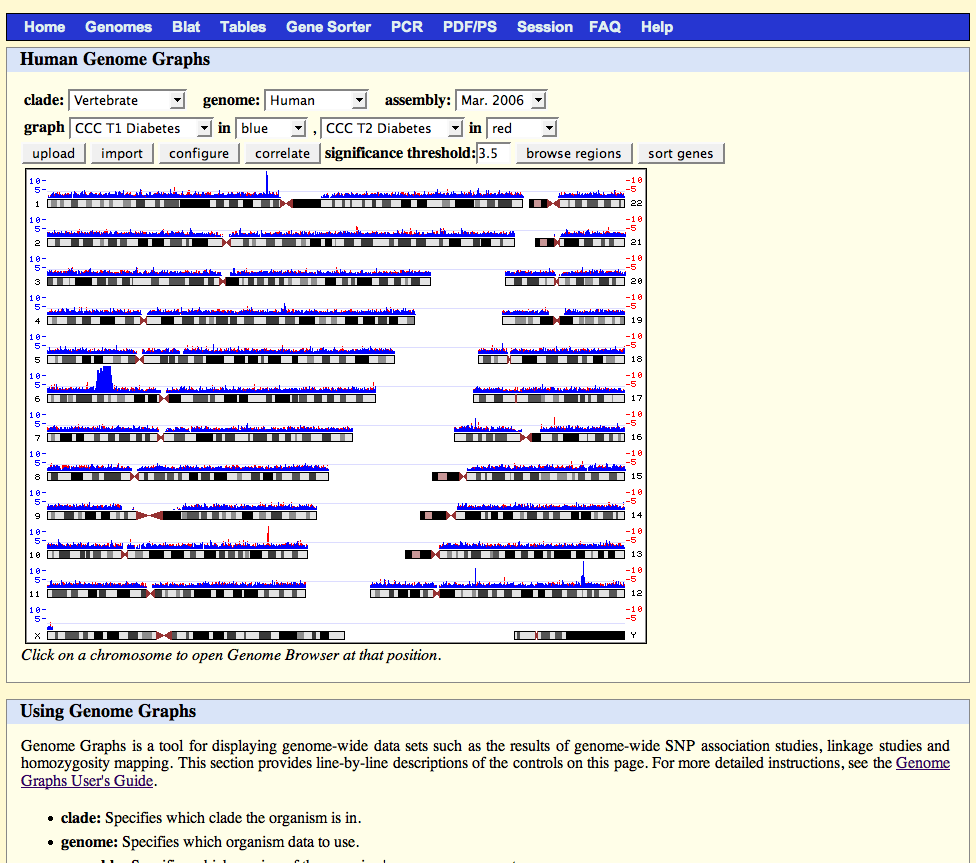 Home Genomes Blat Tables Gene Sorter PCR PDF/PS Session FAQ Help
Human Genome Graphs
clade: Vertebrate genome: Human assembly: Mar. 2006
graph CCC T1 Diabetes in blue , CCC T2 Diabetes in red
upload import configure correlate significance threshold: 3.5 browse regions sort genes
10 10
5 5
1 22
10 10
5 5
2 21
10 10
5 5
3 20
10 10
5 5
4 19
10 10
5 5
5 18
10 10
5 5
6 17
10 10
5 5
7 16
10 10
5 5
8 15
10 10
5 5
9 14
10 10
5 5
10 13
10 10
5 5
11 12
10 10
5 5
X Y
Click on a chromosome to open Genome Browser at that position.
Using Genome Graphs
Genome Graphs is a tool for displaying genome-wide data sets such as the results of genome-wide SNP association studies, linkage studies and
homozygosity mapping. This section provides line-by-line descriptions of the controls on this page. For more detailed instructions, see the Genome
Graphs User's Guide.
• clade: Specifies which clade the organism is in.
• genome: Specifies which organism data to use.